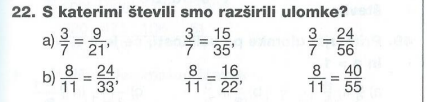 22. S katerimi števili smo razširili ulomke?
a) 3/7 = 9/21, 3/7 = 15/35, 3/7 = 24/56
b) 8/11 = 24/33, 8/11 = 16/22, 8/11 = 40/55